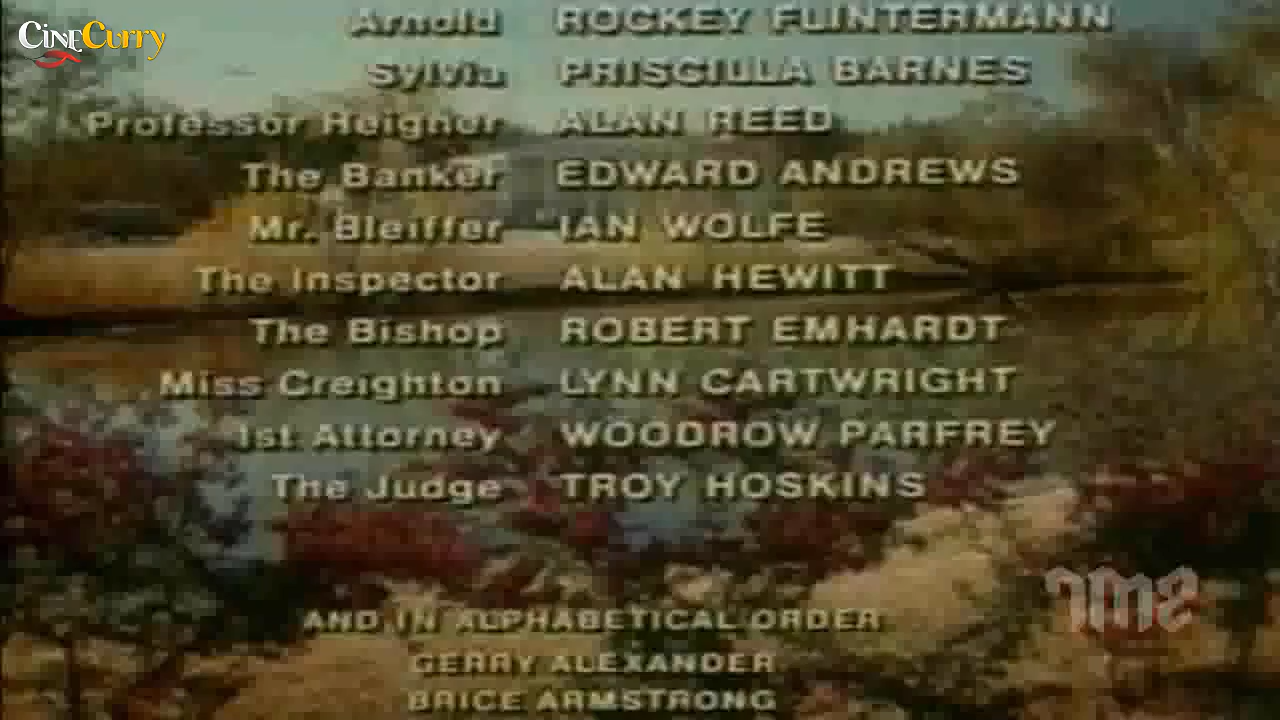 CINECURRY
Arnold ROCKEY FLINTERMANN
Sylvia PRISCILLA BARNES
Professor Heigner ALAN REED
The Banker EDWARD ANDREWS
Mr. Bleiffer IAN WOLFE
The Inspector ALAN HEWITT
The Bishop ROBERT EMHARDT
Miss Creighton LYNN CARTWRIGHT
1st Attorney WOODROW PARFREY
The Judge TROY HOSKINS
AND IN ALPHABETICAL ORDER
GERRY ALEXANDER
BRICE ARMSTRONG